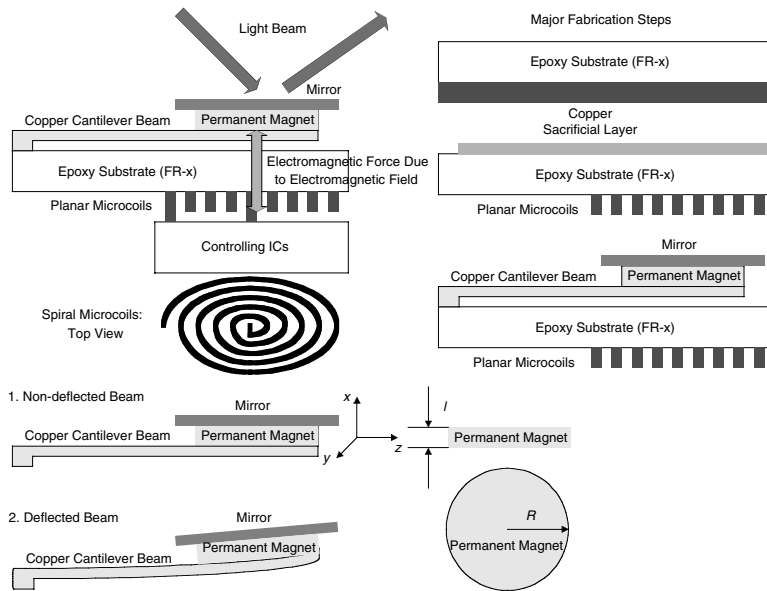 Light Beam
Mirror
Copper Cantilever Beam
Permanent Magnet
Epoxy Substrate (FR-x)
Electromagnetic Force Due
to Electromagnetic Field
Planar Microcoils
Controlling ICs
Spiral Microcoils:
Top View
Major Fabrication Steps
Epoxy Substrate (FR-x)
Copper
Sacrificial Layer
Epoxy Substrate (FR-x)
Planar Microcoils
Mirror
Copper Cantilever Beam
Permanent Magnet
Epoxy Substrate (FR-x)
Planar Microcoils
1. Non-deflected Beam
Mirror
Copper Cantilever Beam
Permanent Magnet
x
y
z
l
Permanent Magnet
2. Deflected Beam
Mirror
Copper Cantilever Beam
Permanent Magnet
R
Permanent Magnet